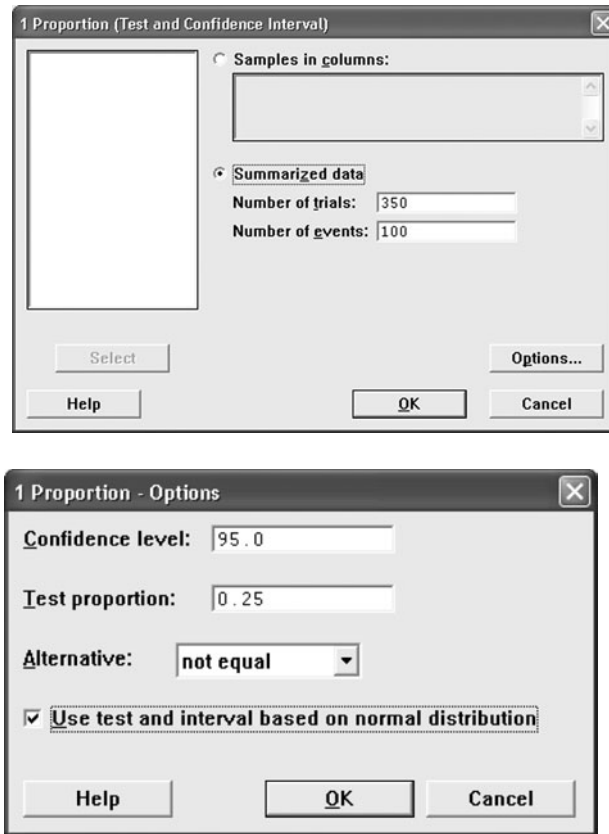 1 Proportion (Test and Confidence Interval)
Samples in columns:
Summarized data
Number of trials: 350
Number of events: 100
Select
Options...
Help
OK
Cancel
1 Proportion - Options
Confidence level: 95.0
Test proportion: 0.25
Alternative: not equal
Use test and interval based on normal distribution
Help
OK
Cancel